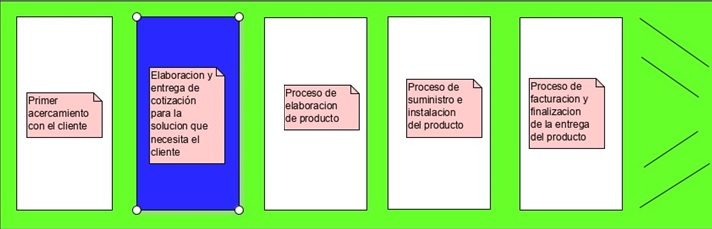 Primer
acercamiento
con el cliente
Elaboracion y
entrega de
cotización
para la
solucion que
necesita el
cliente
Proceso de
elaboracion
de producto
Proceso de
suministro e
instalacion
del producto
Proceso de
facturacion y
finalizacion
de la entrega
del producto